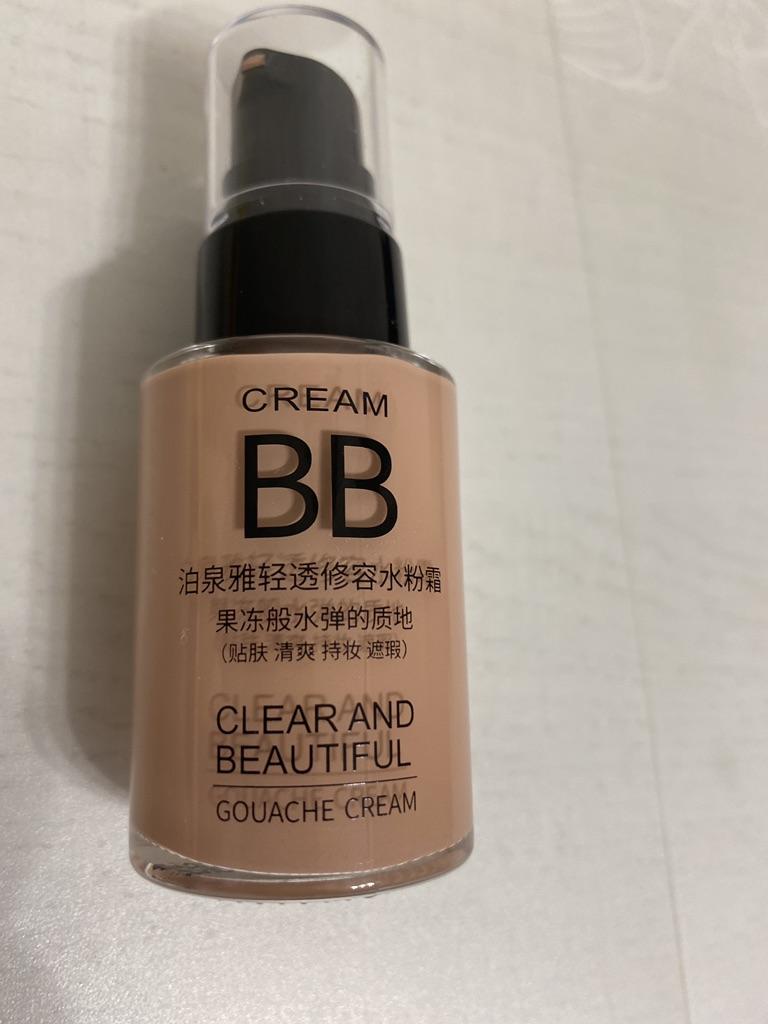 CREAM
BB
泊泉雅轻透修容水粉霜
果冻般水弹的质地
（贴肤 清爽 持妆 遮瑕）
CLEAR AND
BEAUTIFUL
GOUACHE CREAM